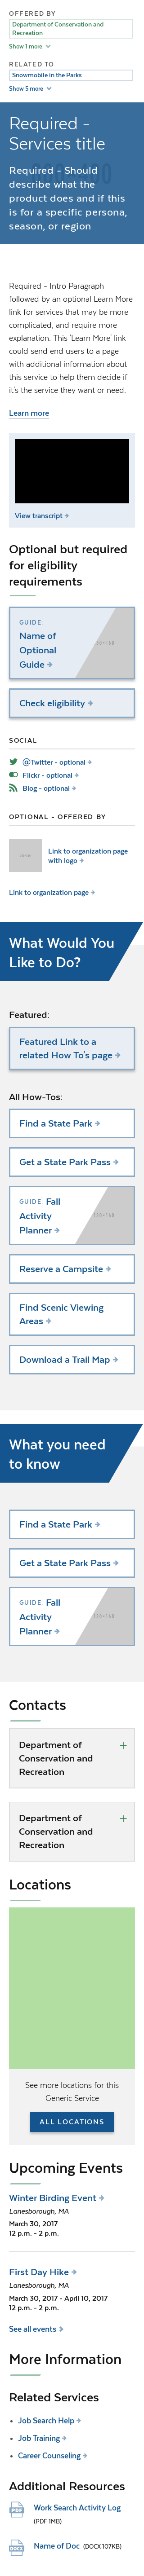 OFFERED BY
Department of Conservation and
Recreation
Show 1 more
RELATED TO
Snowmobile in the Parks
Show 5 more
Required -
Services title
Required - Should
describe what the
product does and if this
is for a specific persona,
season, or region
Required - Intro Paragraph
followed by an optional Learn More
link for services that may be more
complicated, and require more
explanation. This 'Learn More' link
could send end users to a page
with additional information about
this service to help them decide if
it's the service they want or need.
Learn more
View transcript
Optional but required
for eligibility
requirements
GUIDE:
Name of
Optional
Guide
Check eligibility
SOCIAL
@Twitter - optional
Flickr - optional
Blog - optional
OPTIONAL - OFFERED BY
Link to organization page
with logo
Link to organization page
What Would You
Like to Do?
Featured:
Featured Link to a
related How To's page
All How-Tos:
Find a State Park
Get a State Park Pass
GUIDE: Fall
Activity
Planner
Reserve a Campsite
Find Scenic Viewing
Areas
Download a Trail Map
What you need
to know
Find a State Park
Get a State Park Pass
GUIDE: Fall
Activity
Planner
Contacts
Department of
Conservation and
Recreation
Department of
Conservation and
Recreation
Locations
See more locations for this
Generic Service
ALL LOCATIONS
Upcoming Events
Winter Birding Event
Lanesborough, MA
March 30, 2017
12 p.m. - 2 p.m.
First Day Hike
Lanesborough, MA
March 30, 2017 - April 10, 2017
12 p.m. - 2 p.m.
See all events
More Information
Related Services
• Job Search Help
• Job Training
• Career Counseling
Additional Resources
PDF Work Search Activity Log
(PDF 1MB)
DOCX Name of Doc (DOCX 107KB)